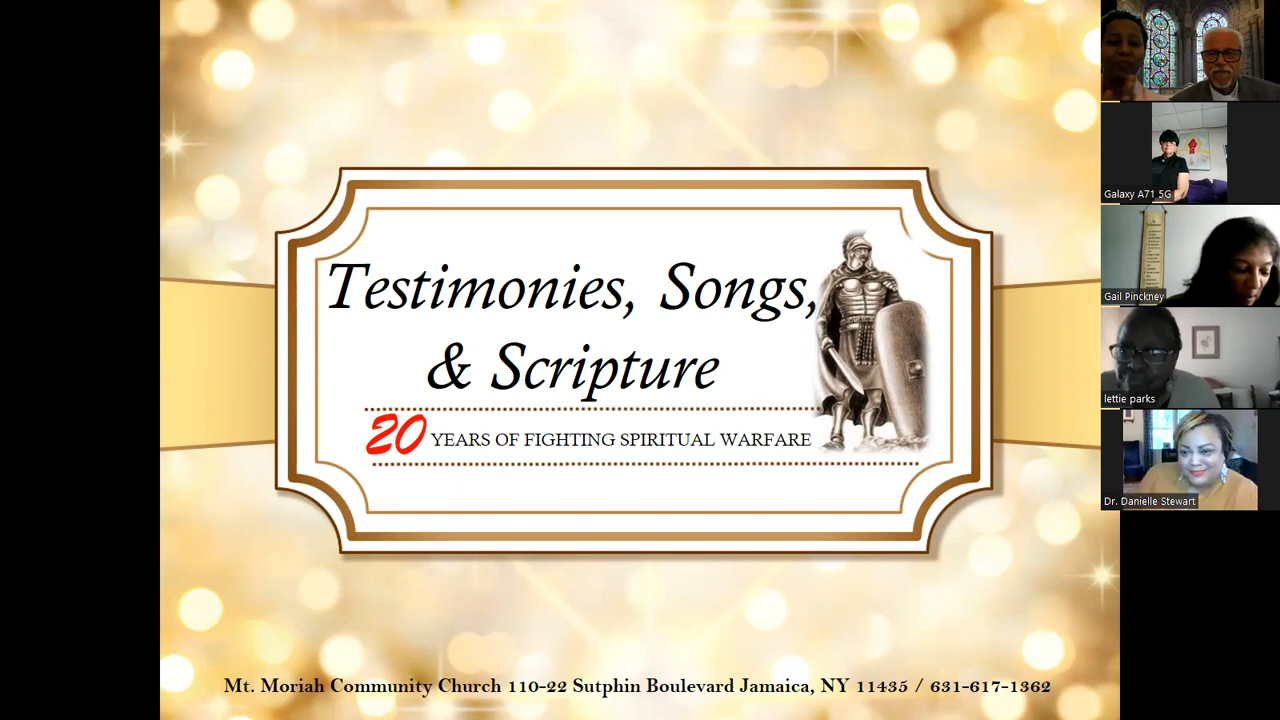 Testimonies, Songs,
& Scripture
20 YEARS OF FIGHTING SPIRITUAL WARFARE
Mt. Moriah Community Church 110-22 Sutphin Boulevard Jamaica, NY 11435 / 631-617-1362
Galaxy A71 5G
Gail Pinckney
lettie parks
Dr. Danielle Stewart